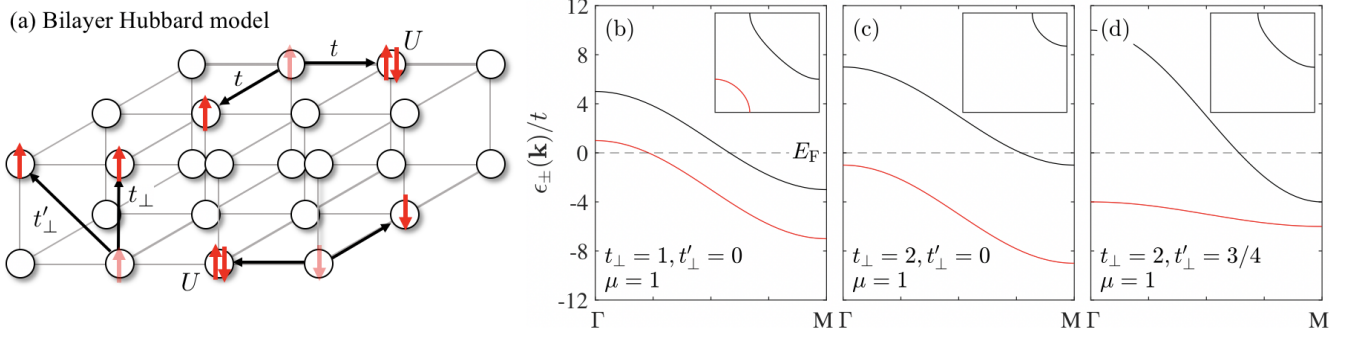 (a) Bilayer Hubbard model
t
U
t
t⊥
t′⊥
U
ϵ±(k)/t
12
8
4
0
-4
-8
-12
(b)
E_F
t⊥ = 1, t′⊥ = 0
μ = 1
Γ
M
(c)
t⊥ = 2, t′⊥ = 0
μ = 1
Γ
M
(d)
t⊥ = 2, t′⊥ = 3/4
μ = 1
Γ
M